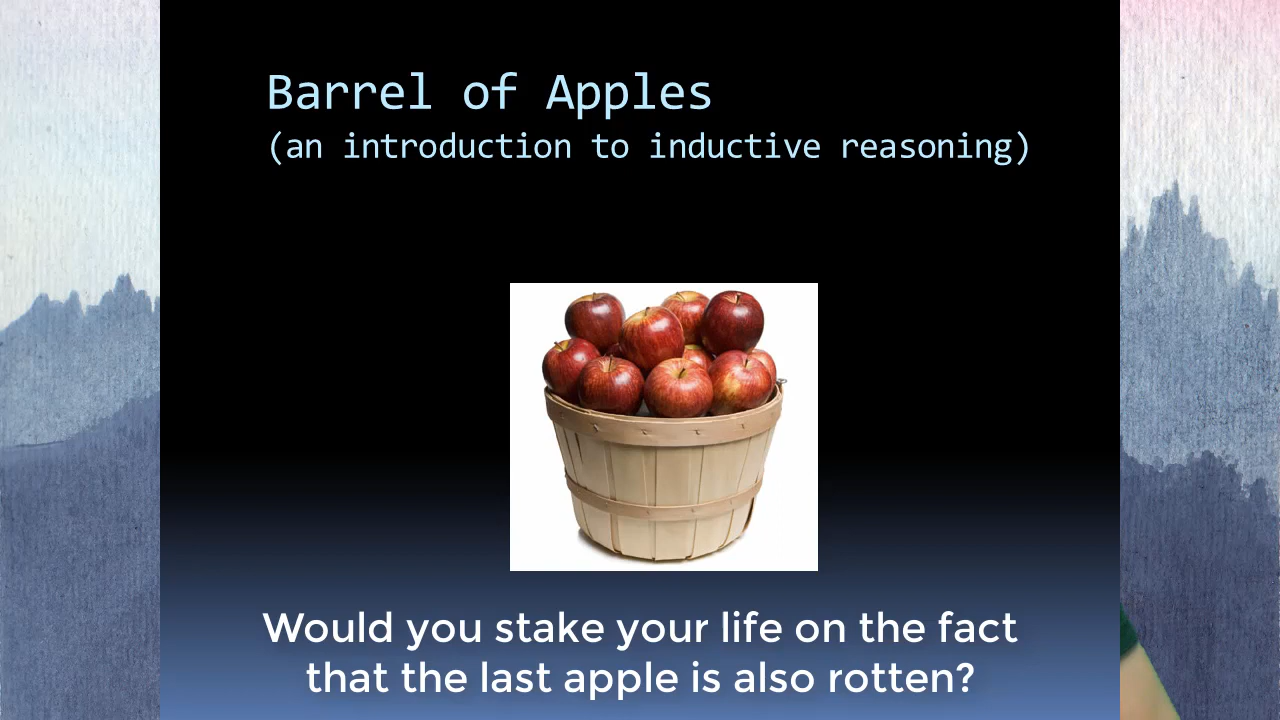 Barrel of Apples
(an introduction to inductive reasoning)
Would you stake your life on the fact
that the last apple is also rotten?